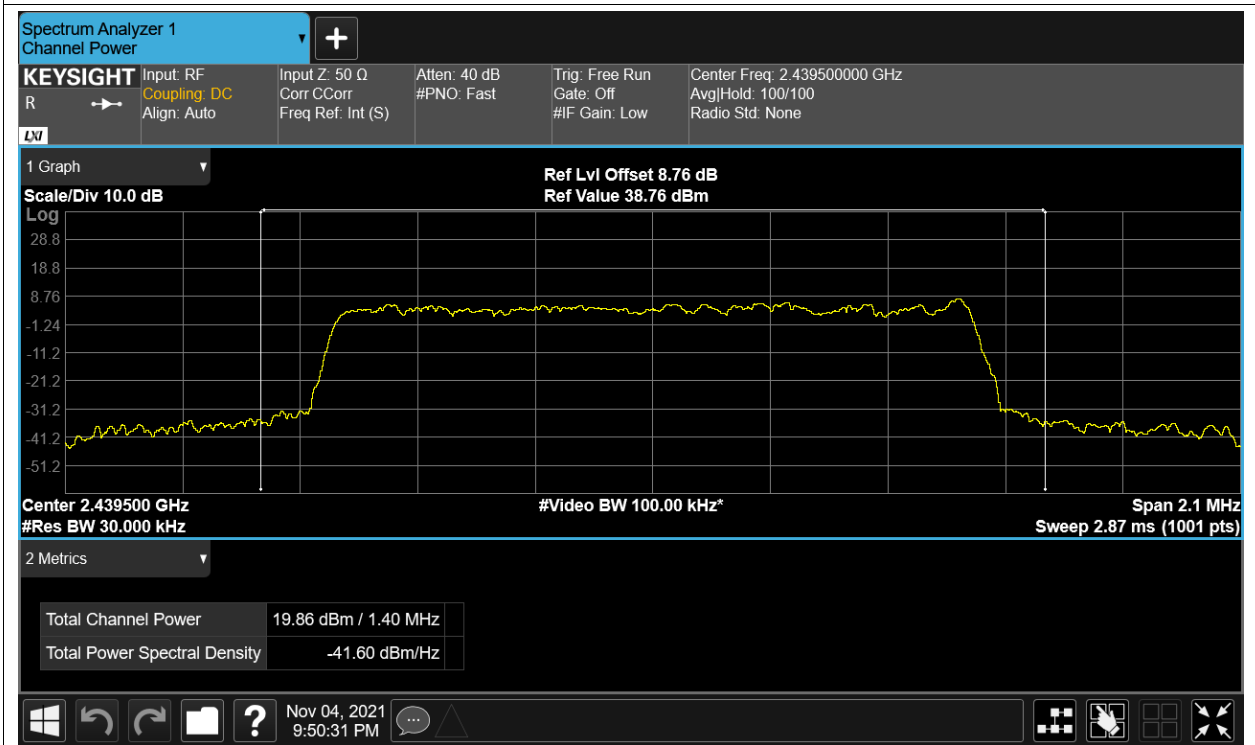 Spectrum Analyzer 1
Channel Power
KEYSIGHT Input: RF Input Z: 50 Ω Atten: 40 dB Trig: Free Run Center Freq: 2.439500000 GHz
R Coupling: DC Corr CCorr #PNO: Fast Gate: Off Avg|Hold: 100/100
Align: Auto Freq Ref: Int (S) #IF Gain: Low Radio Std: None
LXI
1 Graph Ref Lvl Offset 8.76 dB
Scale/Div 10.0 dB Ref Value 38.76 dBm
Log
28.8
18.8
8.76
-1.24
-11.2
-21.2
-31.2
-41.2
-51.2
Center 2.439500 GHz #Video BW 100.00 kHz* Span 2.1 MHz
#Res BW 30.000 kHz Sweep 2.87 ms (1001 pts)
2 Metrics
Total Channel Power 19.86 dBm / 1.40 MHz
Total Power Spectral Density -41.60 dBm/Hz
? Nov 04, 2021
9:50:31 PM